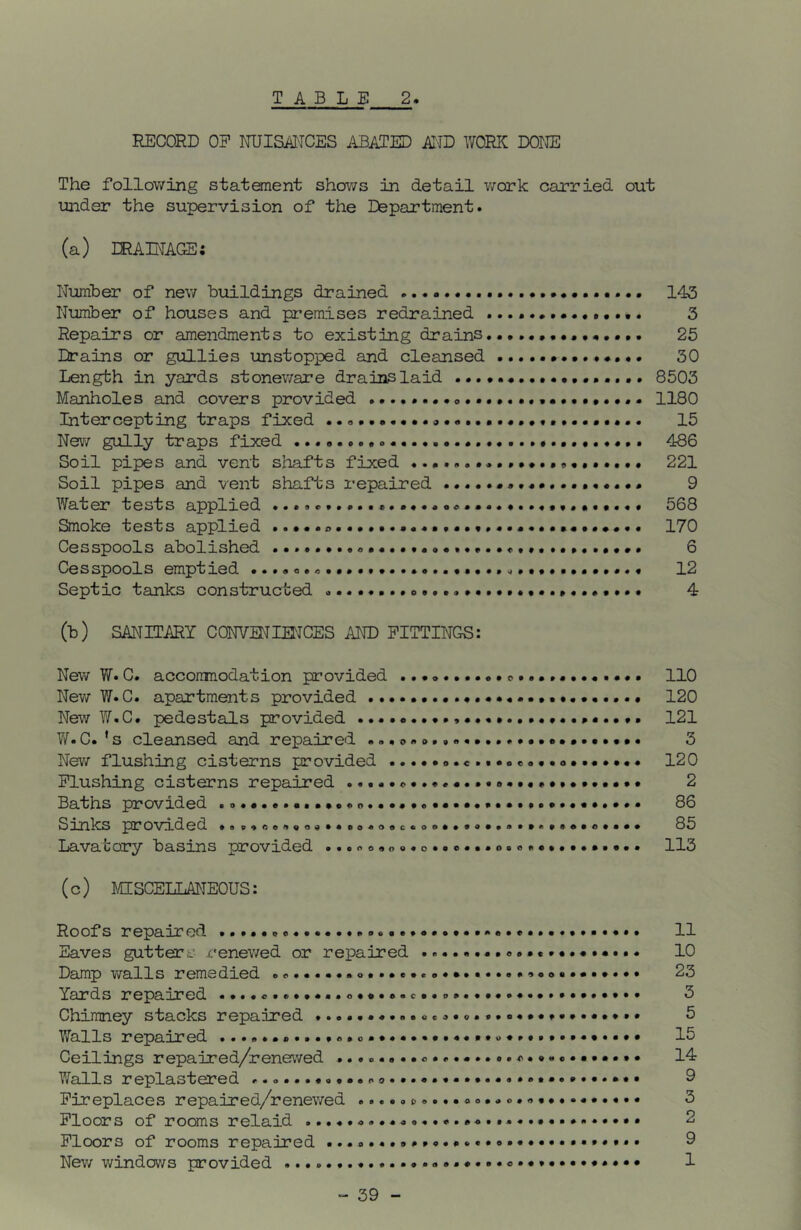 TABLE 2.
RECORD OF NUISANCES ABATED AND WORK DONE
The following statement shows in detail work carried out
under the supervision of the Department.
(a) DRAINAGE:
Number of new buildings drained ........................ 143
Number of houses and premises redrained ................ 3
Repairs or amendments to existing drains................ 25
Drains or gullies unstopped and cleansed ............... 30
Length in yards stoneware drains laid .................. 8503
Manholes and covers provided ........................... 1180
Intercepting traps fixed ............................... 15
New gully traps fixed .................................. 486
Soil pipes and vent shafts fixed ....................... 221
Soil pipes and vent shafts repaired .................... 9
Water tests applied .................................... 568
Smoke tests applied .................................... 170
Cesspools abolished .................................... 6
Cesspools emptied ...................................... 12
Septic tanks constructed ............................... 4
(b) SANITARY CONVENIENCES AND FITTINGS:
New W.C. accommodation provided ........................ 110
New W.C. apartments provided ........................... 120
New W.C. pedestals provided ............................ 121
W.C.'s cleansed and repaired ........................... 3
New flushing cisterns provided ......................... 120
Flushing cisterns repaired ............................. 2
Baths provided ......................................... 86
Sinks provided ......................................... 85
Lavatory basins provided ............................... 113
(c) MISCELLANEOUS:
Roofs repaired ......................................... 11
Eaves gutters renewed or repaired ...................... 10
Damp walls remedied .................................... 23
Yards repaired ......................................... 3
Chimney stacks repaired ................................ 5
Walls repaired ......................................... 15
Ceilings repaired/renewed .............................. 14
Walls replastered ...................................... 9
Fireplaces repaired/renewed ............................ 3
Floors of rooms relaid ................................. 2
Floors of rooms repaired ............................... 9
New windows provided ................................... 1
- 39 -